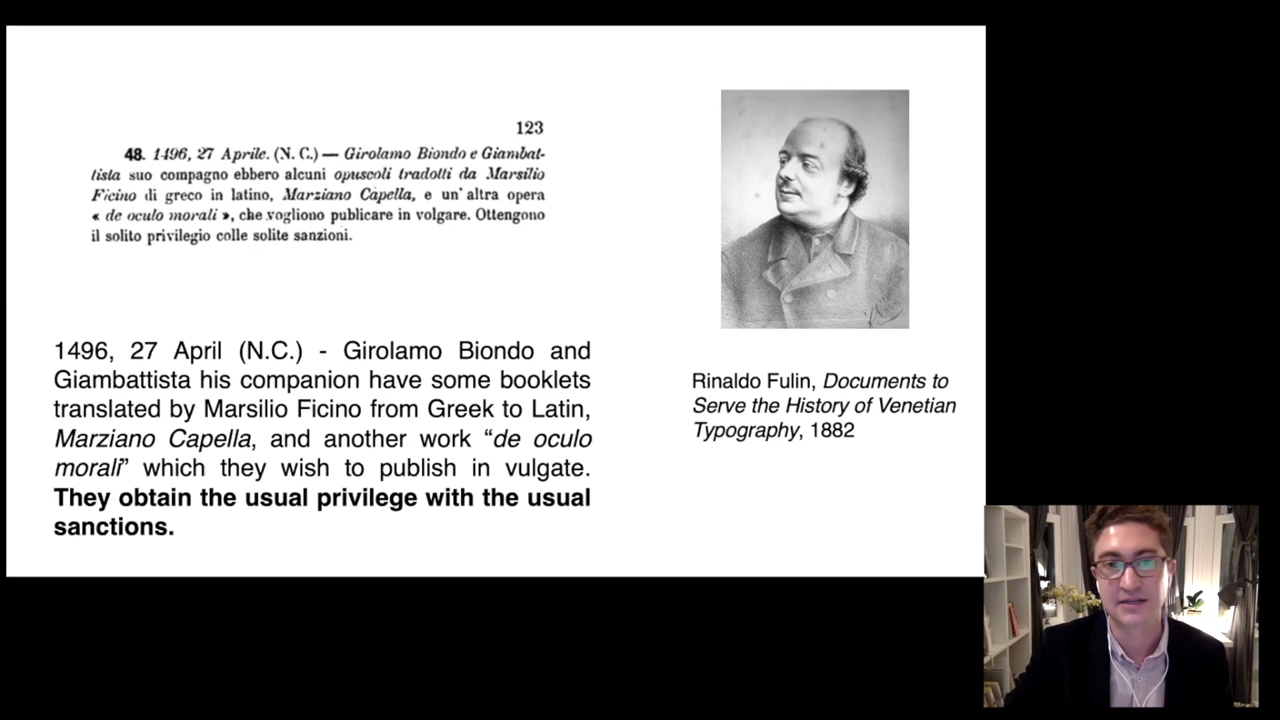 123
48. 1496, 27 Aprile. (N. C.) — Girolamo Biondo e Giambat-
tista suo compagno ebbero alcuni opuscoli tradotti da Marsilio
Ficino di greco in latino, Marziano Capella, e un' altra opera
« de oculo morali », che vogliono publicare in volgare. Ottengono
il solito privilegio colle solite sanzioni.
1496, 27 April (N.C.) - Girolamo Biondo and
Giambattista his companion have some booklets
translated by Marsilio Ficino from Greek to Latin,
Marziano Capella, and another work “de oculo
morali” which they wish to publish in vulgate.
They obtain the usual privilege with the usual
sanctions.
Rinaldo Fulin, Documents to
Serve the History of Venetian
Typography, 1882